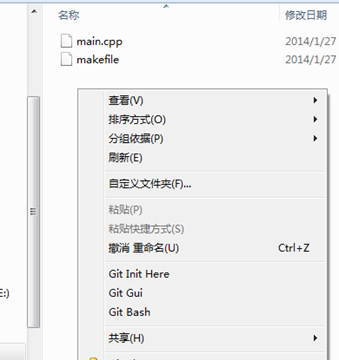 名称 修改日期
main.cpp 2014/1/27
makefile 2014/1/27
查看(V)
排序方式(O)
分组依据(P)
刷新(E)
自定义文件夹(F)...
粘贴(P)
粘贴快捷方式(S)
撤消 重命名(U) Ctrl+Z
Git Init Here
Git Gui
Git Bash
E:)
共享(H)